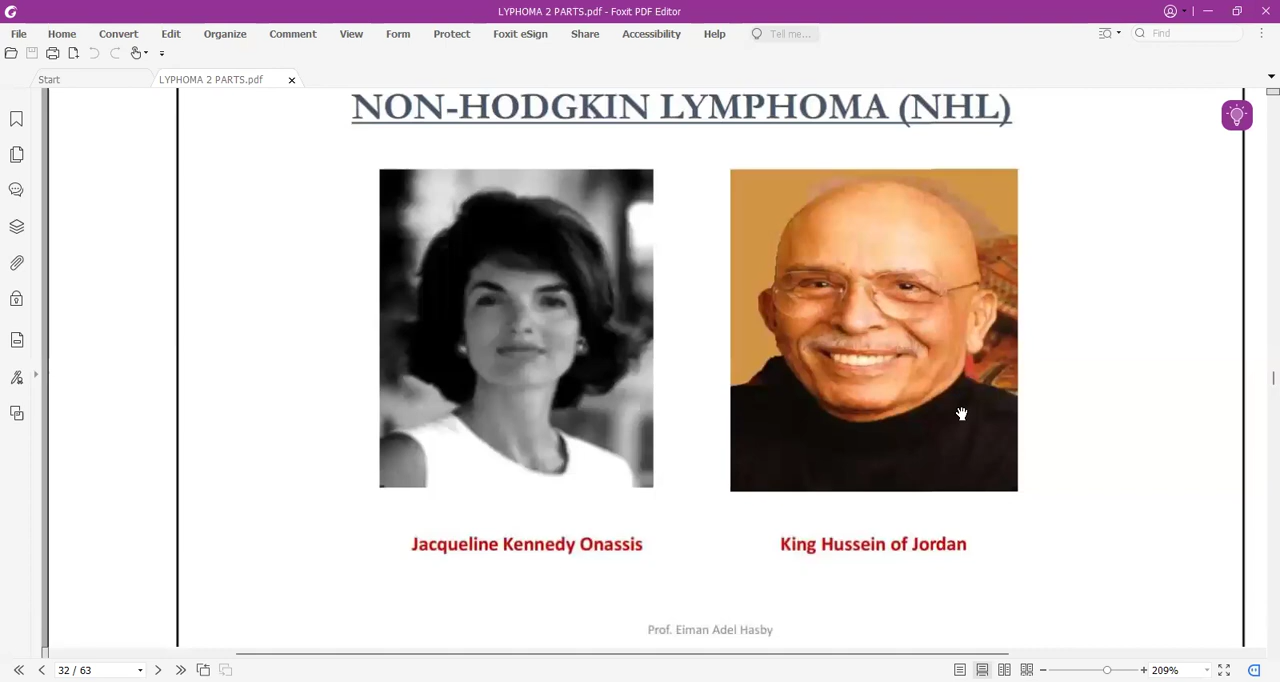 LYPHOMA 2 PARTS.pdf - Foxit PDF Editor
File Home Convert Edit Organize Comment View Form Protect Foxit eSign Share Accessibility Help Tell me... Find
Start LYPHOMA 2 PARTS.pdf
NON-HODGKIN LYMPHOMA (NHL)
Jacqueline Kennedy Onassis King Hussein of Jordan
Prof. Eiman Adel Hasby
32 / 63 209%